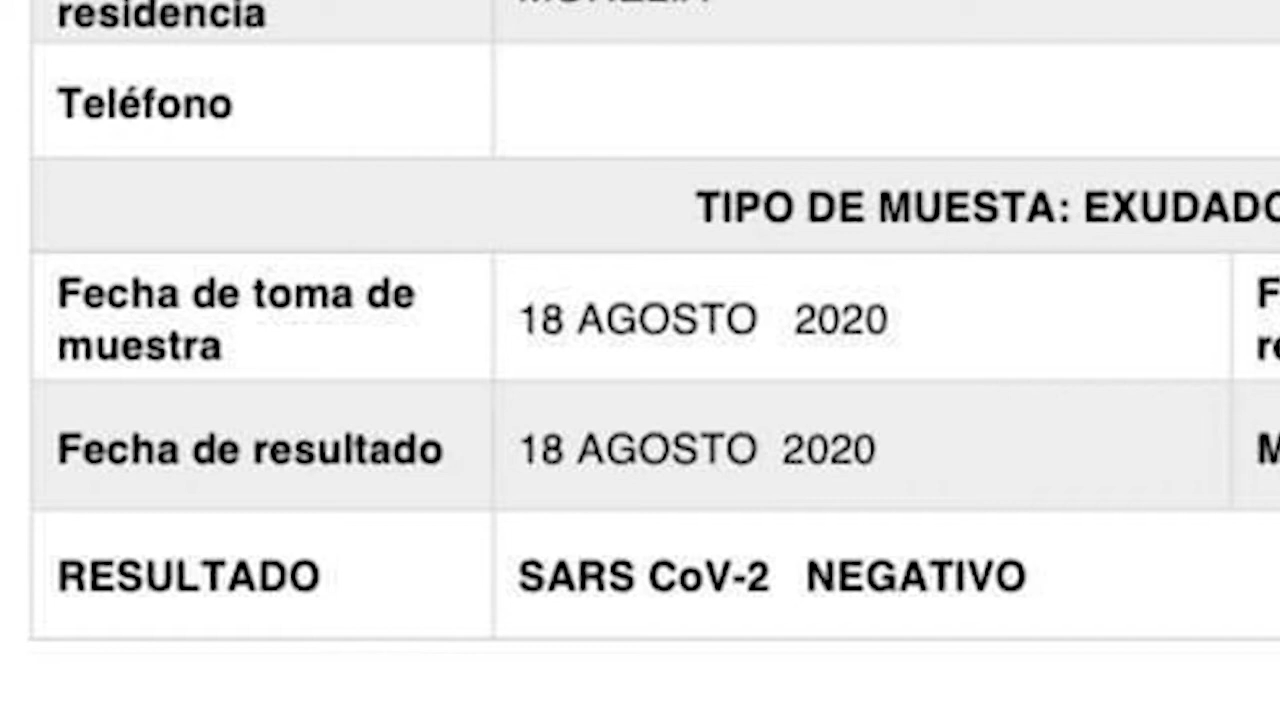 residencia
Teléfono
TIPO DE MUESTA: EXUDADO
Fecha de toma de
muestra
18 AGOSTO 2020
F
re
Fecha de resultado
18 AGOSTO 2020
M
RESULTADO
SARS CoV-2 NEGATIVO